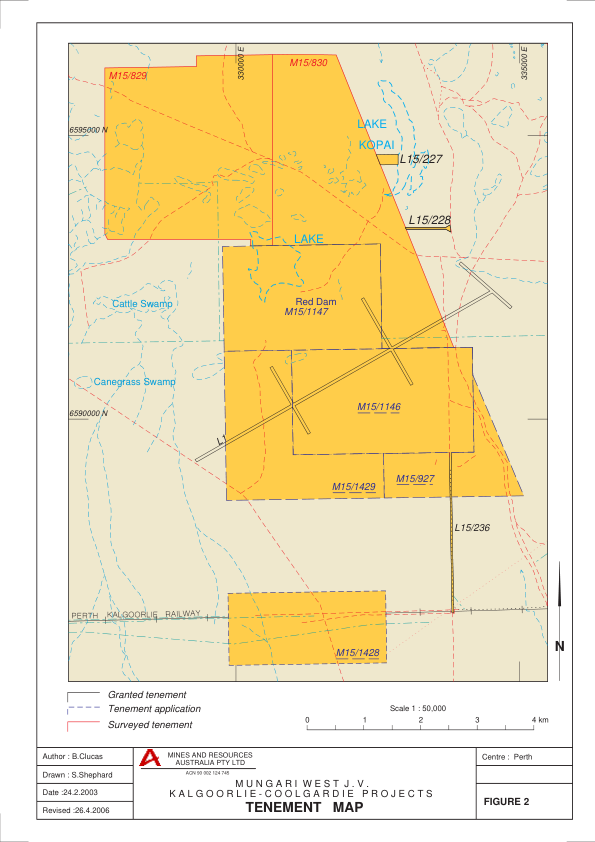 M15/829
M15/830
330000 E
335000 E
6595000 N
LAKE
KOPAI
L15/227
L15/228
LAKE
Cattle Swamp
Red Dam
M15/1147
Canegrass Swamp
M15/1146
6590000 N
L1
M15/927
M15/1429
L15/236
PERTH KALGOORLIE RAILWAY
M15/1428
N
Granted tenement
Tenement application
Surveyed tenement
Scale 1 : 50,000
0 1 2 3 4 km
Author : B.Clucas
Drawn : S.Shephard
Date :24.2.2003
Revised :26.4.2006
MINES AND RESOURCES
AUSTRALIA PTY LTD
ACN 90 002 124 745
MUNGARI WEST J.V.
KALGOORLIE-COOLGARDIE PROJECTS
TENEMENT MAP
Centre : Perth
FIGURE 2